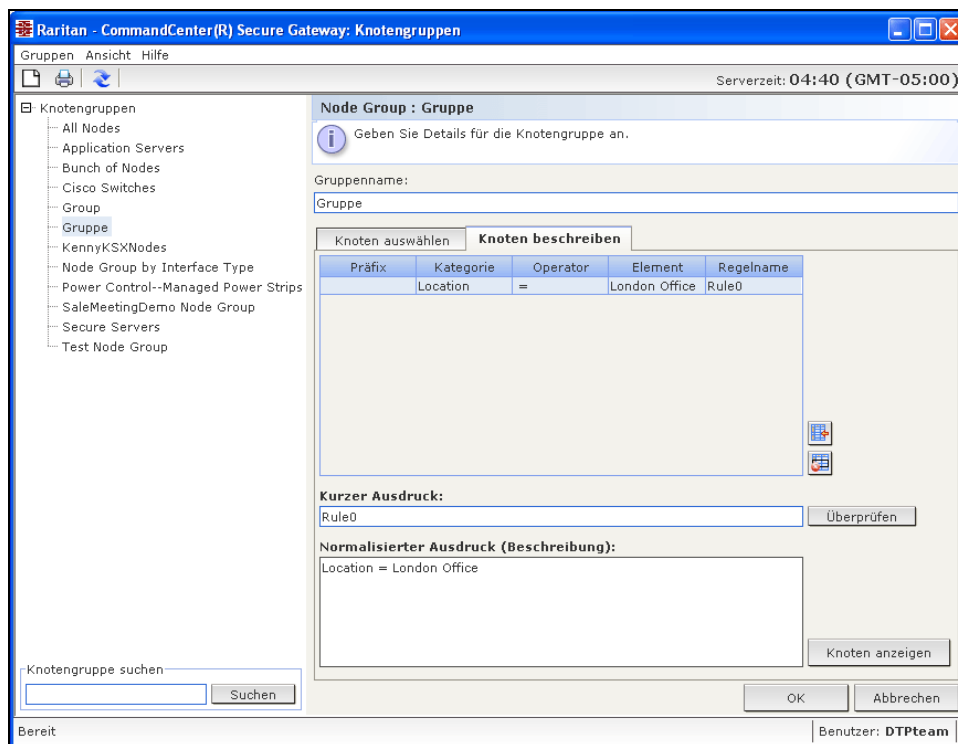 Raritan - CommandCenter(R) Secure Gateway: Knotengruppen
Gruppen Ansicht Hilfe
Serverzeit: 04:40 (GMT-05:00)
Knotengruppen
All Nodes
Application Servers
Bunch of Nodes
Cisco Switches
Group
Gruppe
KennyKSXNodes
Node Group by Interface Type
Power Control--Managed Power Strips
SaleMeetingDemo Node Group
Secure Servers
Test Node Group
Knotengruppe suchen
Suchen
Node Group : Gruppe
Geben Sie Details für die Knotengruppe an.
Gruppenname:
Gruppe
Knoten auswählen Knoten beschreiben
Präfix Kategorie Operator Element Regelname
Location = London Office Rule0
Kurzer Ausdruck:
Rule0 Überprüfen
Normalisierter Ausdruck (Beschreibung):
Location = London Office
Knoten anzeigen
OK Abbrechen
Bereit Benutzer: DTPteam